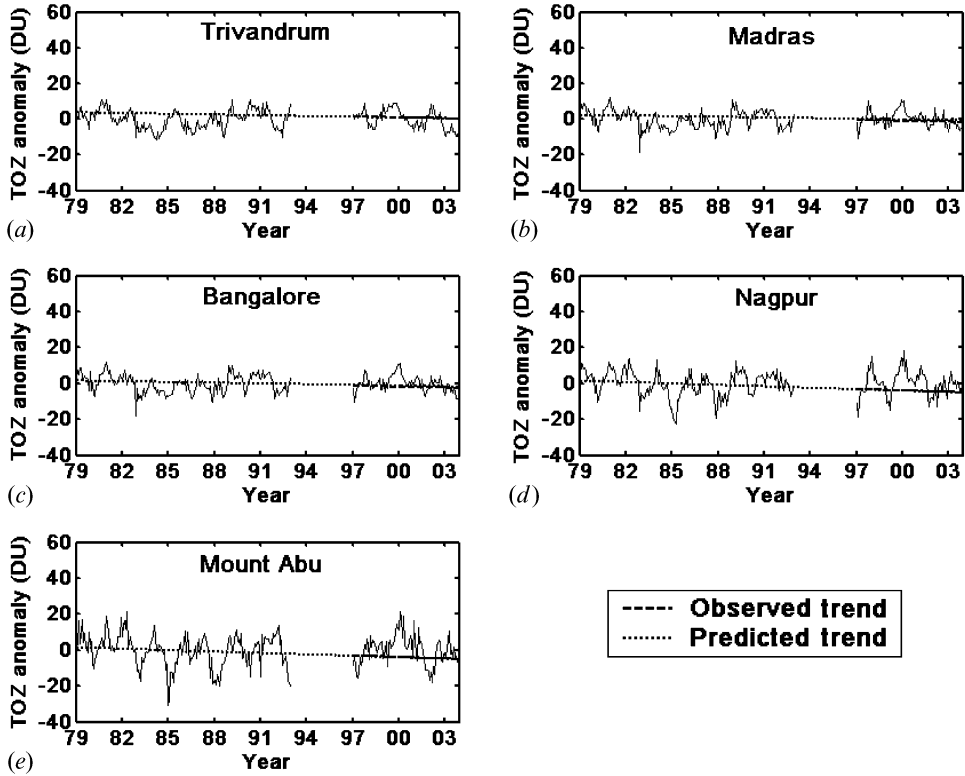 Trivandrum
TOZ anomaly (DU)
60
40
20
0
-20
-40
79 82 85 88 91 94 97 00 03
Year
(a)
Madras
TOZ anomaly (DU)
60
40
20
0
-20
-40
79 82 85 88 91 94 97 00 03
Year
(b)
Bangalore
TOZ anomaly (DU)
60
40
20
0
-20
-40
79 82 85 88 91 94 97 00 03
Year
(c)
Nagpur
TOZ anomaly (DU)
60
40
20
0
-20
-40
79 82 85 88 91 94 97 00 03
Year
(d)
Mount Abu
TOZ anomaly (DU)
60
40
20
0
-20
-40
79 82 85 88 91 94 97 00 03
Year
(e)
Observed trend
Predicted trend